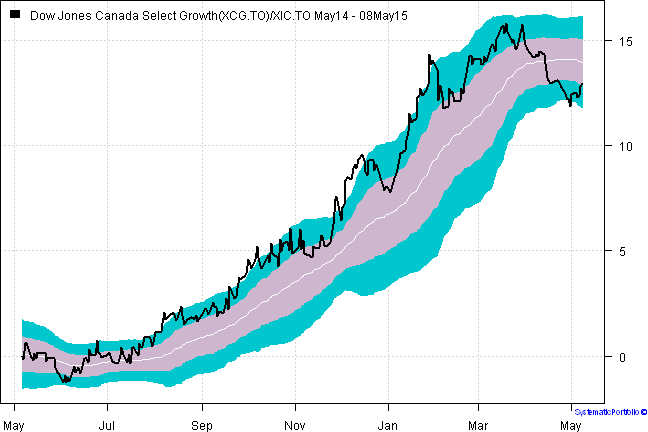 Dow Jones Canada Select Growth(XCG.TO)/XIC.TO May14 - 08May15
15
10
5
0
May Jul Sep Nov Jan Mar May
SystematicPortfolio ©